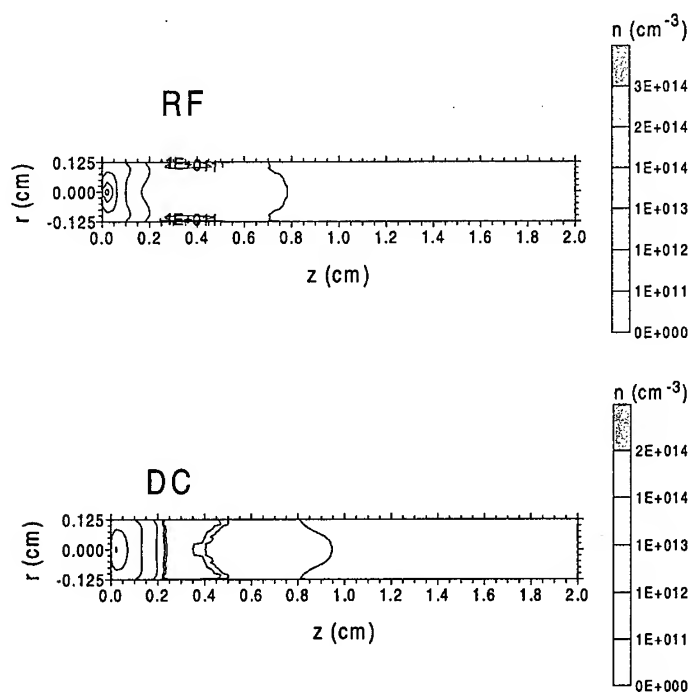 n (cm-3)
3E+014
2E+014
1E+014
1E+013
1E+012
1E+011
0E+000
RF
r (cm)
0.125
0.000
-0.125
0.0 0.2 0.4 0.6 0.8 1.0 1.2 1.4 1.6 1.8 2.0
z (cm)
n (cm-3)
2E+014
1E+014
1E+013
1E+012
1E+011
0E+000
DC
r (cm)
0.125
0.000
-0.125
0.0 0.2 0.4 0.6 0.8 1.0 1.2 1.4 1.6 1.8 2.0
z (cm)